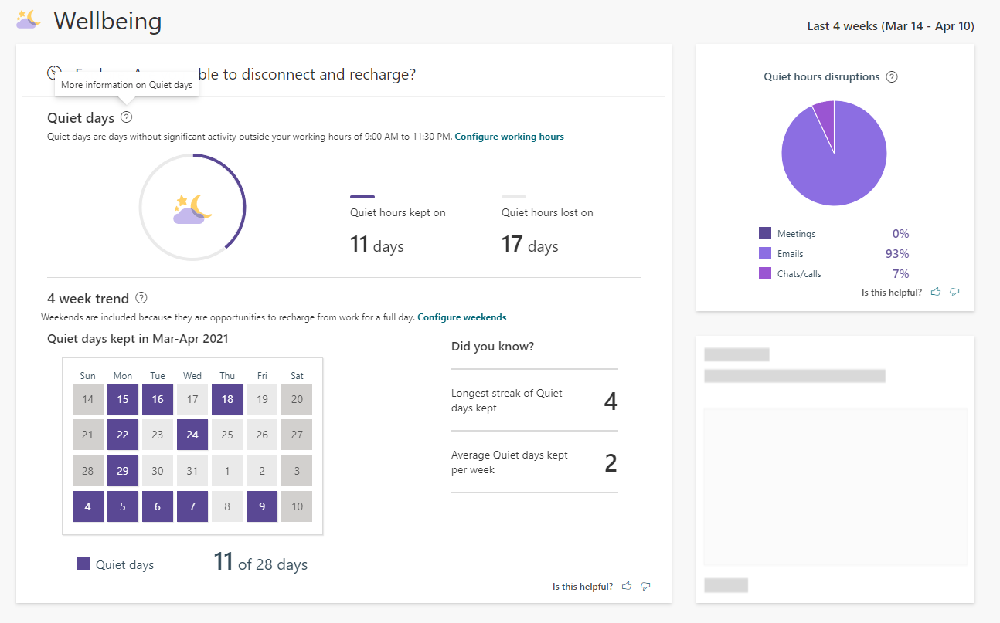 Wellbeing
Last 4 weeks (Mar 14 - Apr 10)
ble to disconnect and recharge?
More information on Quiet days
Quiet days
Quiet days are days without significant activity outside your working hours of 9:00 AM to 11:30 PM. Configure working hours
Quiet hours kept on
11 days
Quiet hours lost on
17 days
4 week trend
Weekends are included because they are opportunities to recharge from work for a full day. Configure weekends
Quiet days kept in Mar-Apr 2021
Sun Mon Tue Wed Thu Fri Sat
14 15 16 17 18 19 20
21 22 23 24 25 26 27
28 29 30 31 1 2 3
4 5 6 7 8 9 10
Quiet days
11 of 28 days
Did you know?
Longest streak of Quiet
days kept
4
Average Quiet days kept
per week
2
Is this helpful?
Quiet hours disruptions
Meetings 0%
Emails 93%
Chats/calls 7%
Is this helpful?